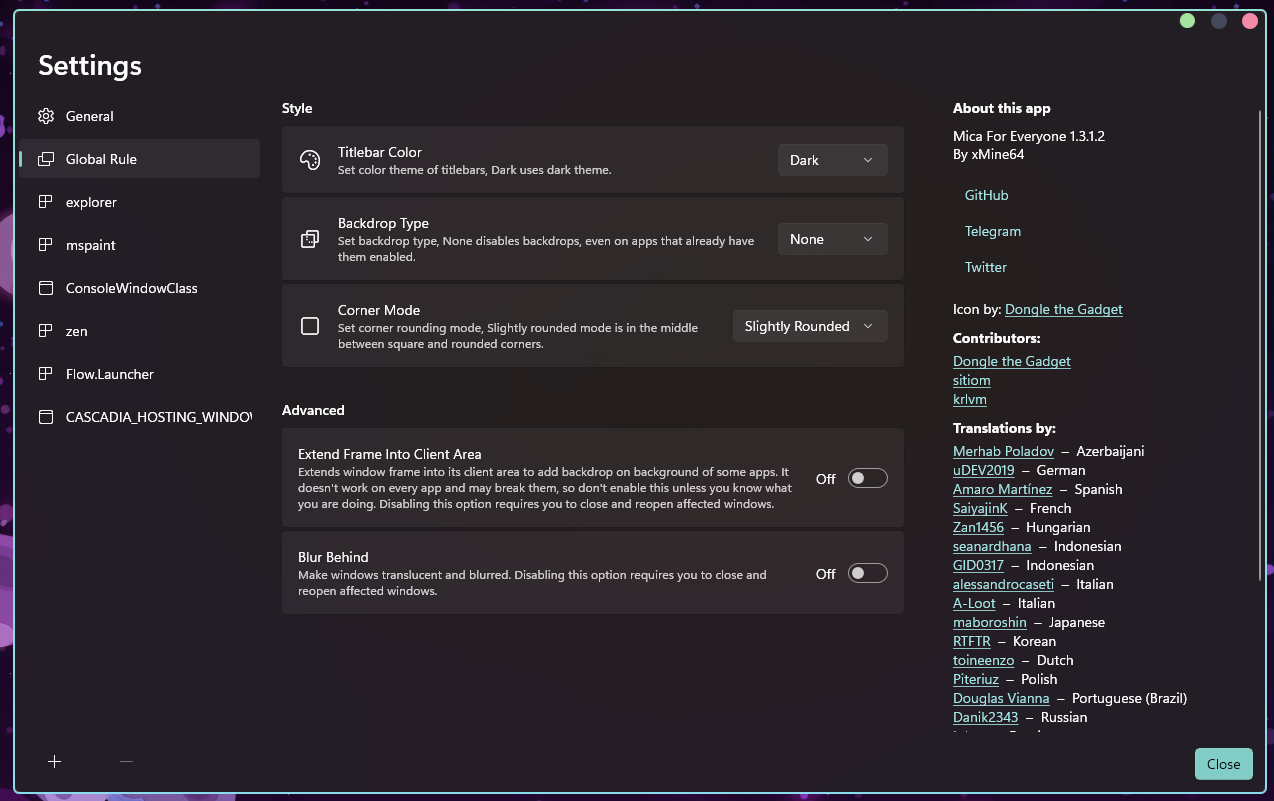 Settings
General
Global Rule
explorer
mspaint
ConsoleWindowClass
zen
Flow.Launcher
CASCADIA_HOSTING_WINDO
Style
Titlebar Color
Set color theme of titlebars, Dark uses dark theme.
Dark
Backdrop Type
Set backdrop type, None disables backdrops, even on apps that already have
them enabled.
None
Corner Mode
Set corner rounding mode, Slightly rounded mode is in the middle
between square and rounded corners.
Slightly Rounded
Advanced
Extend Frame Into Client Area
Extends window frame into its client area to add backdrop on background of some apps. It
doesn't work on every app and may break them, so don't enable this unless you know what
you are doing. Disabling this option requires you to close and reopen affected windows.
Off
Blur Behind
Make windows translucent and blurred. Disabling this option requires you to close and
reopen affected windows.
Off
About this app
Mica For Everyone 1.3.1.2
By xMine64
GitHub
Telegram
Twitter
Icon by: Dongle the Gadget
Contributors:
Dongle the Gadget
sitiom
krlvm
Translations by:
Merhab Poladov – Azerbaijani
uDEV2019 – German
Amaro Martínez – Spanish
SaiyajinK – French
Zan1456 – Hungarian
seanardhana – Indonesian
GID0317 – Indonesian
alessandrocaseti – Italian
A-Loot – Italian
maboroshin – Japanese
RTFTR – Korean
toineenzo – Dutch
Piteriuz – Polish
Douglas Vianna – Portuguese (Brazil)
Danik2343 – Russian
Close